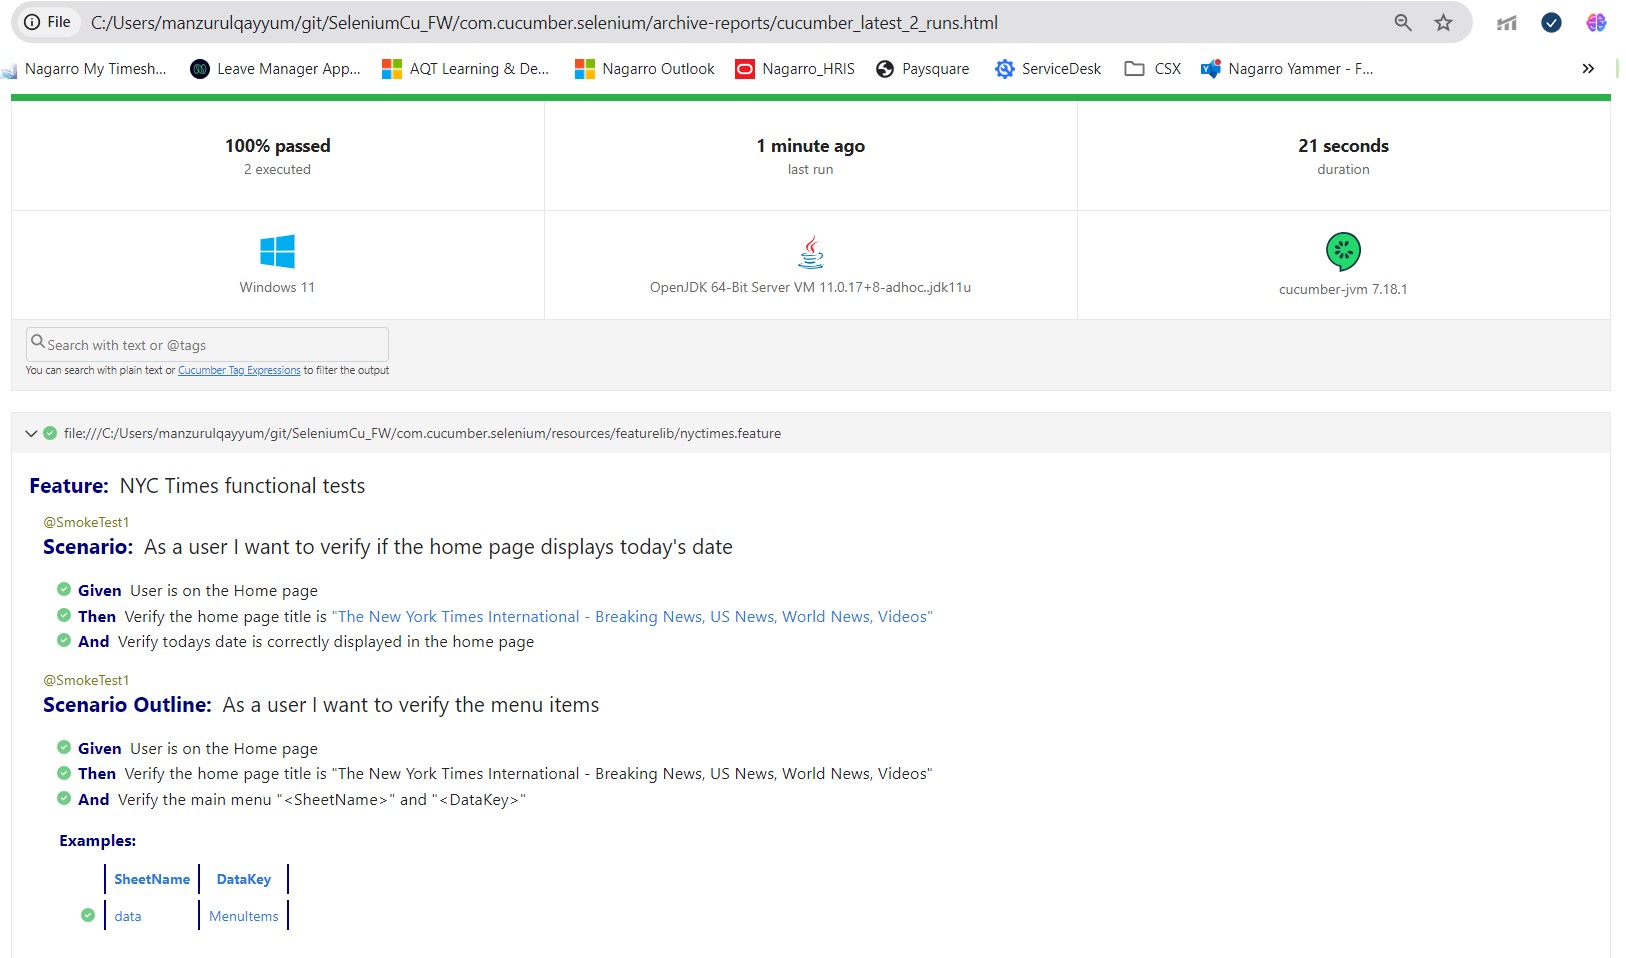 File C:/Users/manzurulqayyum/git/SeleniumCu_FW/com.cucumber.selenium/archive-reports/cucumber_latest_2_runs.html
Nagarro My Timesh... Leave Manager App... AQT Learning & De... Nagarro Outlook Nagarro_HRIS Paysquare ServiceDesk CSX Nagarro Yammer - F... »
100% passed 1 minute ago 21 seconds
2 executed last run duration
Windows 11 OpenJDK 64-Bit Server VM 11.0.17+8-adhoc..jdk11u cucumber-jvm 7.18.1
Search with text or @tags
You can search with plain text or Cucumber Tag Expressions to filter the output
file:///C:/Users/manzurulqayyum/git/SeleniumCu_FW/com.cucumber.selenium/resources/featurelib/nyctimes.feature
Feature: NYC Times functional tests
@SmokeTest1
Scenario: As a user I want to verify if the home page displays today's date
Given User is on the Home page
Then Verify the home page title is "The New York Times International - Breaking News, US News, World News, Videos"
And Verify todays date is correctly displayed in the home page
@SmokeTest1
Scenario Outline: As a user I want to verify the menu items
Given User is on the Home page
Then Verify the home page title is "The New York Times International - Breaking News, US News, World News, Videos"
And Verify the main menu "<SheetName>" and "<DataKey>"
Examples:
SheetName DataKey
data MenuItems